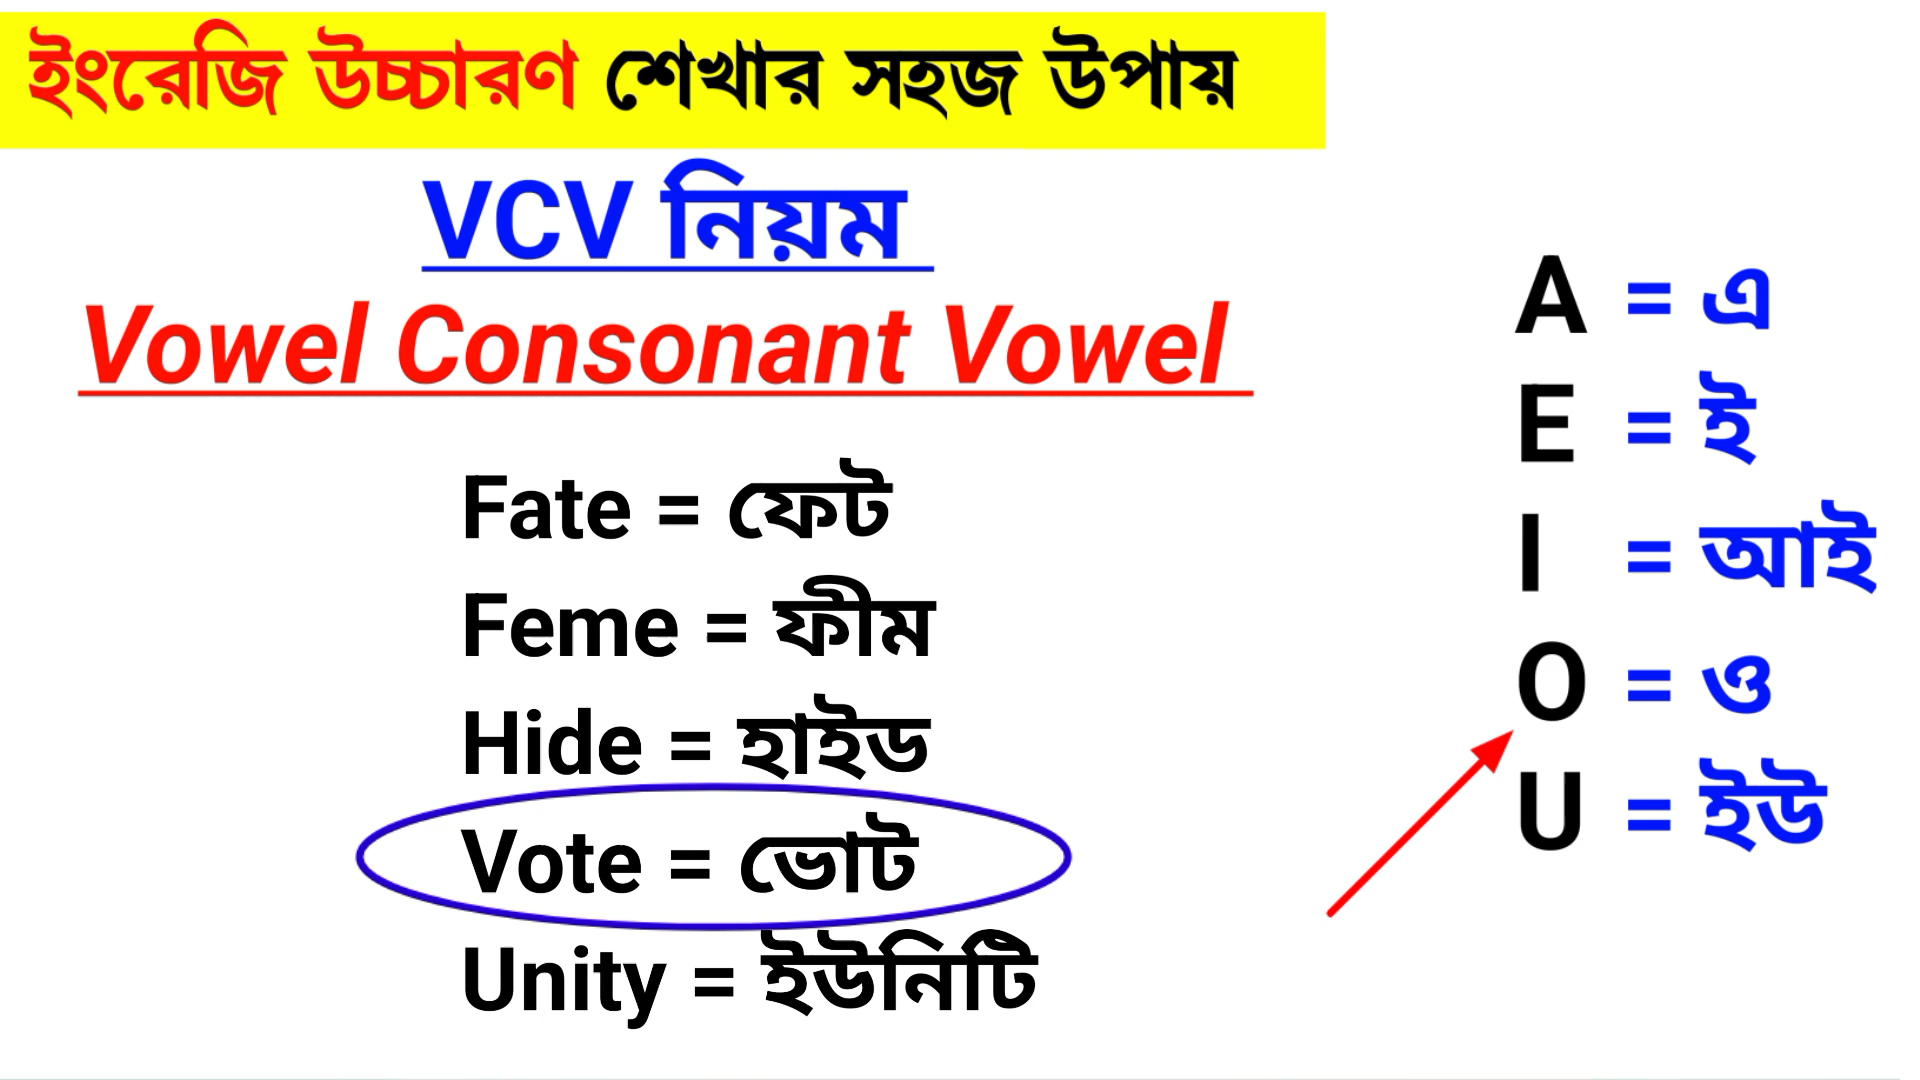 ইংরেজি উচ্চারণ শেখার সহজ উপায়
VCV নিয়ম
Vowel Consonant Vowel
Fate = ফেট
Feme = ফীম
Hide = হাইড
Vote = ভোট
Unity = ইউনিটি
A = এ
E = ই
I = আই
O = ও
U = ইউ